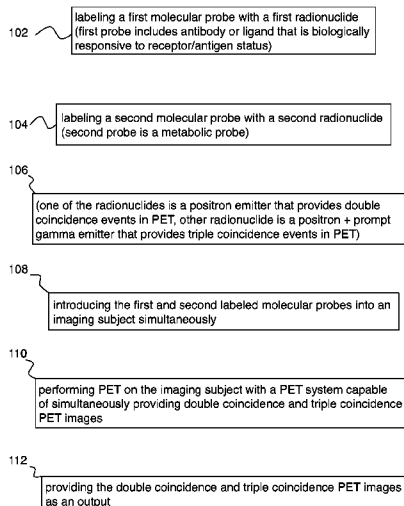 102
labeling a first molecular probe with a first radionuclide
(first probe includes antibody or ligand that is biologically
responsive to receptor/antigen status)
104
labeling a second molecular probe with a second radionuclide
(second probe is a metabolic probe)
106
(one of the radionuclides is a positron emitter that provides double
coincidence events in PET, other radionuclide is a positron + prompt
gamma emitter that provides triple coincidence events in PET)
108
introducing the first and second labeled molecular probes into an
imaging subject simultaneously
110
performing PET on the imaging subject with a PET system capable
of simultaneously providing double coincidence and triple coincidence
PET images
112
providing the double coincidence and triple coincidence PET images
as an output